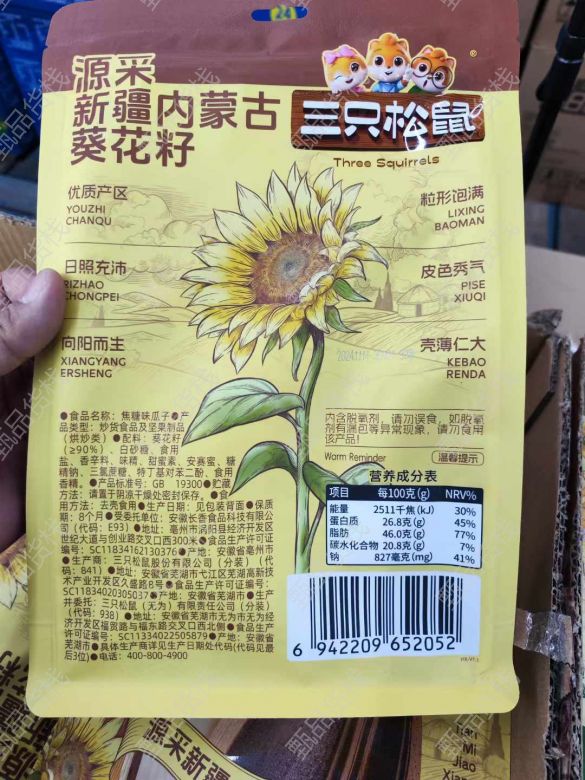 源采
新疆内蒙古
葵花籽
三只松鼠
®
Three Squirrels
优质产区
YOUZHI
CHANQU
粒形饱满
LIXING
BAOMAN
日照充沛
RIZHAO
CHONGPEI
皮色秀气
PISE
XIUQI
向阳而生
XIANGYANG
ERSHENG
壳薄仁大
KEBAO
RENDA
●食品名称：焦糖味瓜子●产
品类型：炒货食品及坚果制品
（烘炒类）●配料：葵花籽
（≥90%）、白砂糖、食用
盐、香辛料、味精、甜蜜素、安赛蜜、糖
精钠、三氯蔗糖、特丁基对苯二酚、食用
香精。●产品标准号：GB 19300●贮藏
方法：请置于阴凉干燥处密封保存。●食
用方法：去壳食用●生产日期：见包装背面●保质
期：8个月●受委托单位：安徽长香食品科技有限公
司（代码：E93）●地址：亳州市涡阳县经济开发区
世纪大道与创业路交叉口西300米●食品生产许可证
编号：SC11834162130376●产地：安徽省亳州市
●生产商：三只松鼠股份有限公司（分装）（代
码：B41）●地址：安徽省芜湖市弋江区芜湖高新技
术产业开发区久盛路8号●食品生产许可证编号：
SC11834020305037●产地：安徽省芜湖市●生产
并委托：三只松鼠（无为）有限责任公司（分装）
（代码：938）●地址：安徽省芜湖市无为市无为经
济开发区福贸路与福东路交叉口西北侧●食品生产
许可证编号：SC11334022505879●产地：安徽省
芜湖市●具体生产商详见生产日期处代码(代码见最
后3位)●电话：400-800-4900
内含脱氧剂，请勿误食，如脱氧
剂有漏包等异常现象，请勿食用
该产品！
Warm Reminder
温馨提示
营养成分表
项目 每100克(g) NRV%
能量 2511千焦(kJ) 30%
蛋白质 26.8克(g) 45%
脂肪 46.0克(g) 77%
碳水化合物 20.8克(g) 7%
钠 827毫克(mg) 41%
6 942209 652052
源采新疆
Mi
Jiao
甄品货栈